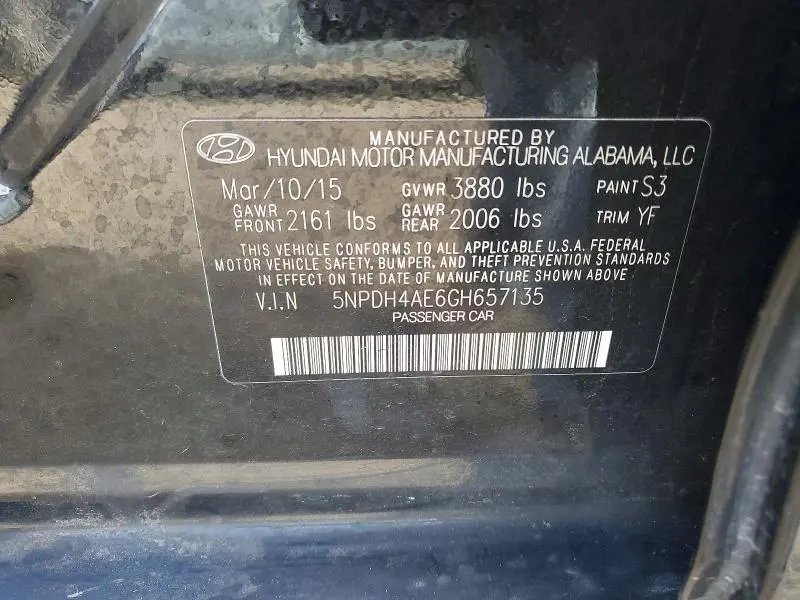 MANUFACTURED BY
HYUNDAI MOTOR MANUFACTURING ALABAMA, LLC
Mar/10/15 GVWR 3880 lbs PAINT S3
GAWR FRONT 2161 lbs GAWR REAR 2006 lbs TRIM YF
THIS VEHICLE CONFORMS TO ALL APPLICABLE U.S.A. FEDERAL
MOTOR VEHICLE SAFETY, BUMPER, AND THEFT PREVENTION STANDARDS
IN EFFECT ON THE DATE OF MANUFACTURE SHOWN ABOVE
V.I.N 5NPDH4AE6GH657135
PASSENGER CAR